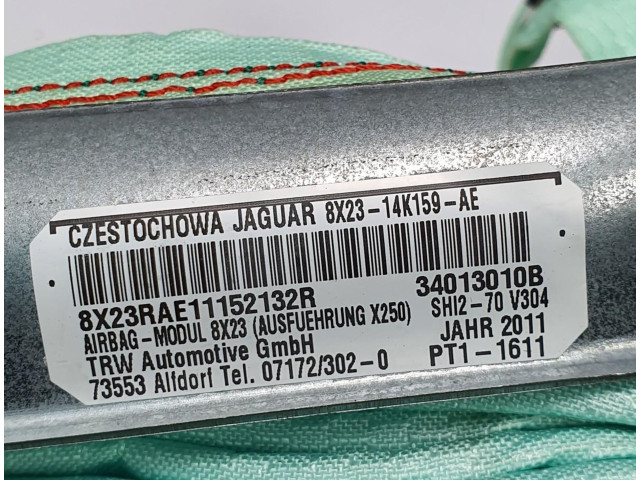 CZESTOCHOWA JAGUAR 8X23-14K159-AE
8X23RAE11152132R 34013010B
AIRBAG-MODUL 8X23 (AUSFUEHRUNG X250) SHI2-70 V304
TRW Automotive GmbH JAHR 2011
73553 Alfdorf Tel. 07172/302-0 PT1-1611